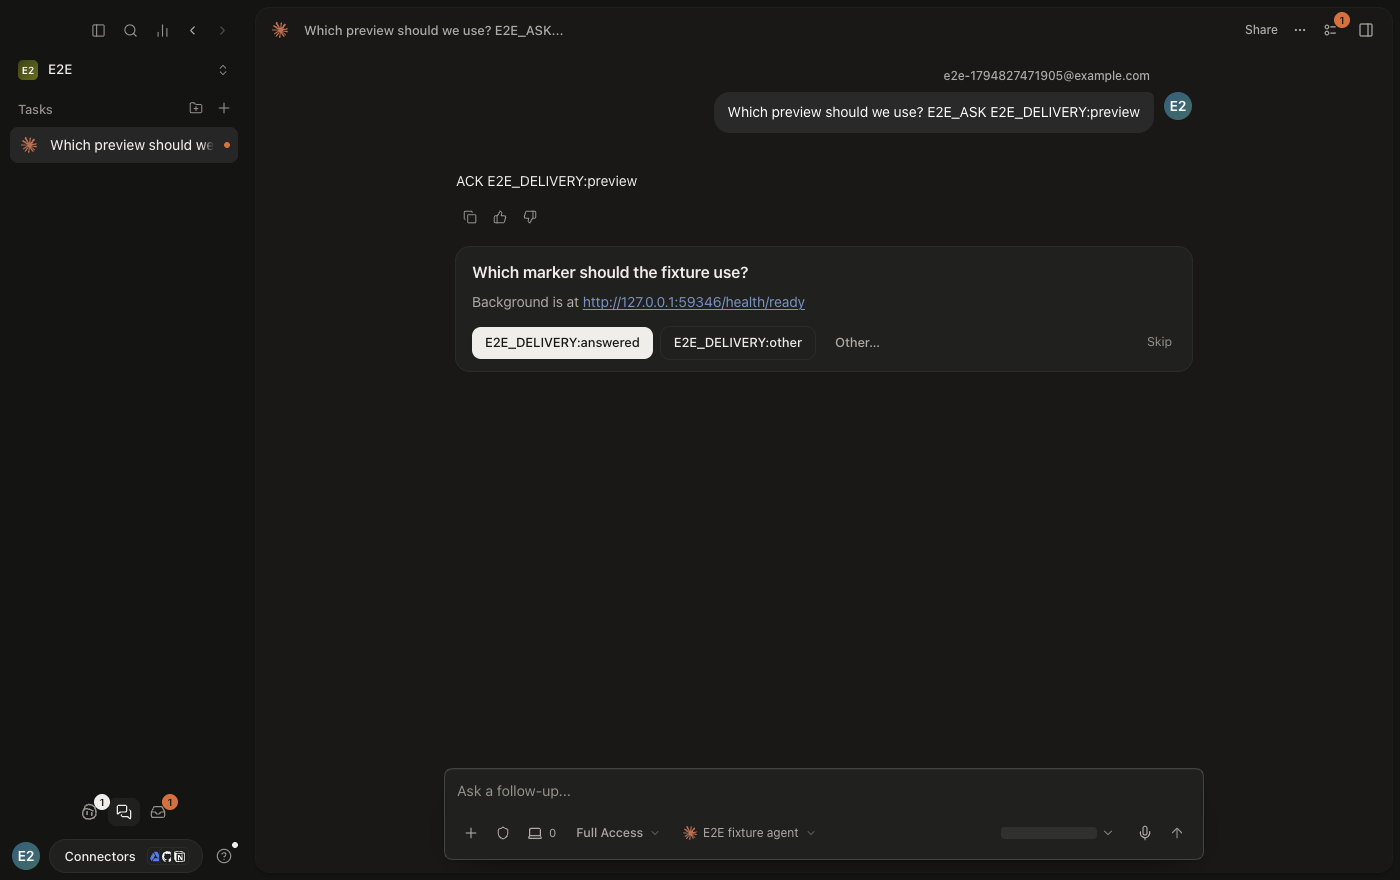 Which preview should we use? E2E_ASK...
Share
1
E2 E2E
Tasks
Which preview should we
e2e-1794827471905@example.com
Which preview should we use? E2E_ASK E2E_DELIVERY:preview
E2
ACK E2E_DELIVERY:preview
Which marker should the fixture use?
Background is at http://127.0.0.1:59346/health/ready
E2E_DELIVERY:answered
E2E_DELIVERY:other
Other...
Skip
Ask a follow-up...
0
Full Access
E2E fixture agent
1
1
E2
Connectors